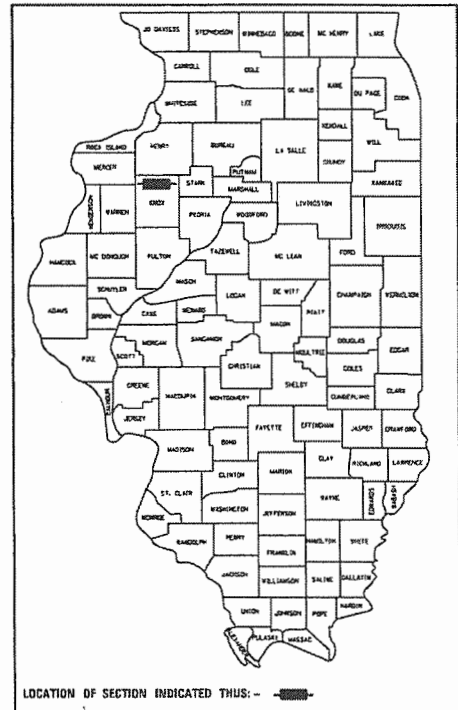 JO DAVIESS STEPHENSON WINNEBAGO BOONE MC HENRY LAKE
CARROLL OGLE
DE KALB KANE DU PAGE COOK
WHITESIDE LEE
KENDALL WILL
ROCK ISLAND HENRY BUREAU LA SALLE GRUNDY
MERCER PUTNAM
STARK MARSHALL KANKAKEE
HENDERSON WARREN KNOX PEORIA WOODFORD LIVINGSTON
IROQUOIS
HANCOCK MC DONOUGH FULTON TAZEWELL MC LEAN FORD
MASON
SCHUYLER LOGAN DE WITT CHAMPAIGN VERMILION
ADAMS BROWN CASS MENARD PIATT
MACON
PIKE SCOTT MORGAN SANGAMON MOULTRIE DOUGLAS EDGAR
CHRISTIAN COLES
SHELBY
CALHOUN GREENE MACOUPIN MONTGOMERY CUMBERLAND CLARK
JERSEY
FAYETTE EFFINGHAM JASPER CRAWFORD
MADISON BOND
CLAY
CLINTON MARION RICHLAND LAWRENCE
ST. CLAIR WAYNE EDWARDS WABASH
MONROE WASHINGTON JEFFERSON
RANDOLPH PERRY HAMILTON WHITE
FRANKLIN
JACKSON WILLIAMSON SALINE GALLATIN
UNION JOHNSON POPE HARDIN
ALEXANDER PULASKI MASSAC
LOCATION OF SECTION INDICATED THUS: -